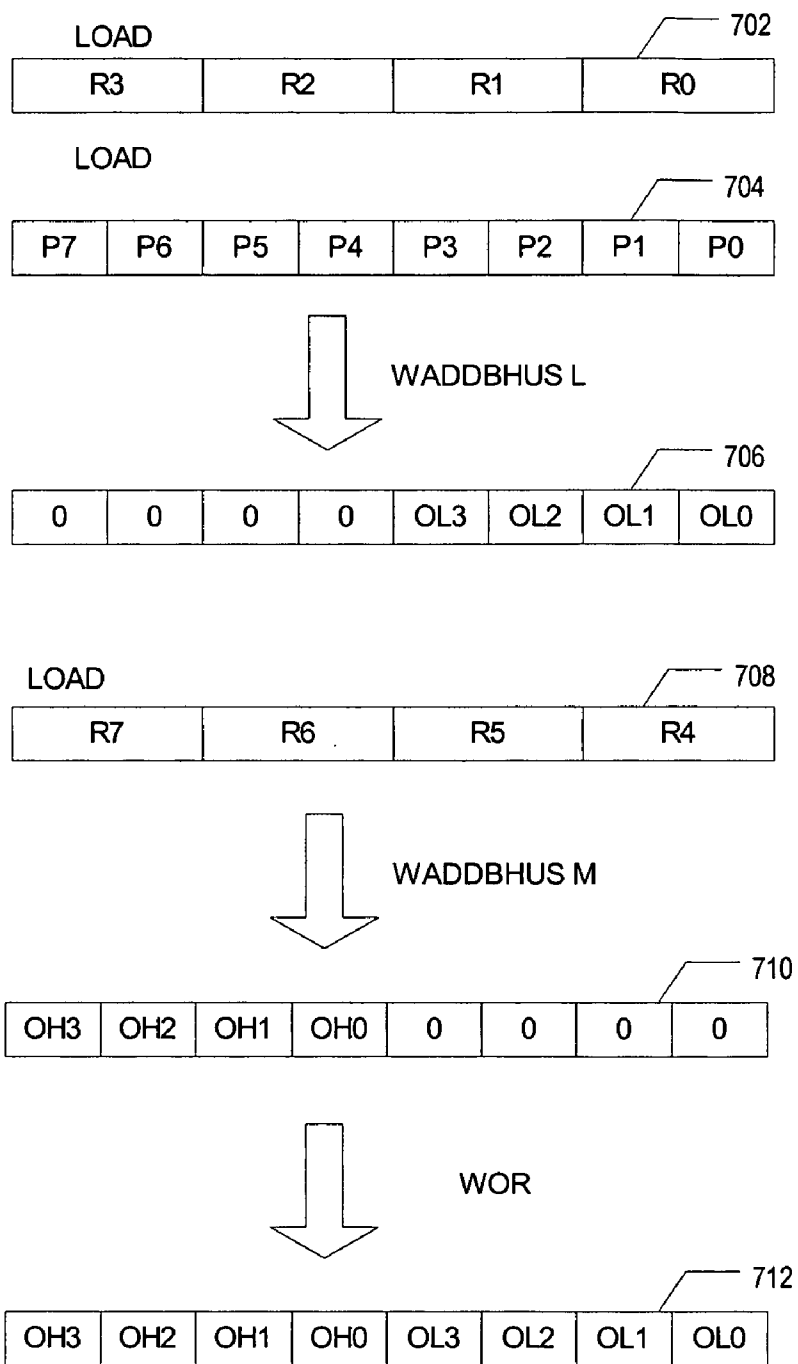 LOAD 702
R3 R2 R1 R0
LOAD
704
P7 P6 P5 P4 P3 P2 P1 P0
WADDBHUS L
706
0 0 0 0 OL3 OL2 OL1 OL0
LOAD 708
R7 R6 R5 R4
WADDBHUS M
710
OH3 OH2 OH1 OH0 0 0 0 0
WOR
712
OH3 OH2 OH1 OH0 OL3 OL2 OL1 OL0